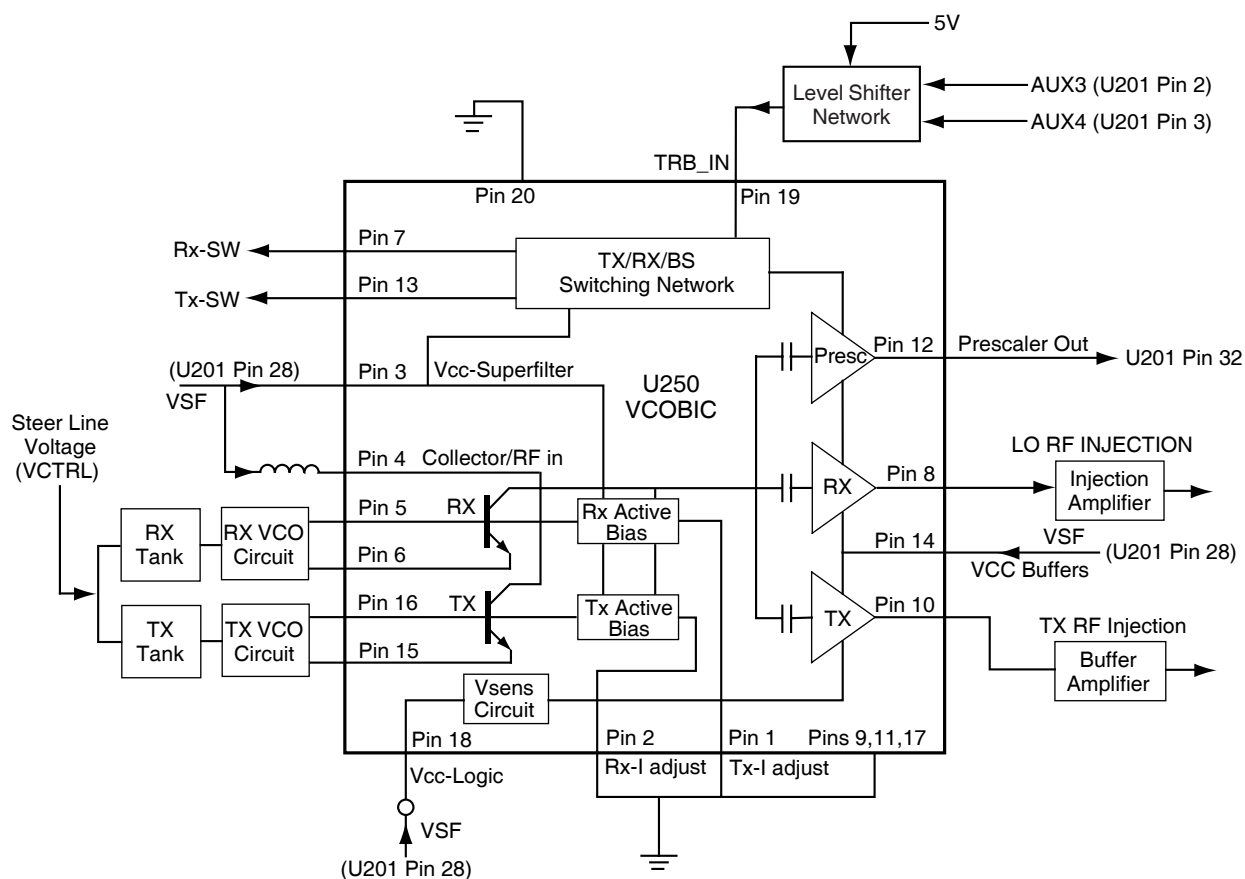 5V
Level Shifter
Network
AUX3 (U201 Pin 2)
AUX4 (U201 Pin 3)
TRB_IN
Pin 20
Pin 19
Rx-SW
Pin 7
TX/RX/BS
Switching Network
Tx-SW
Pin 13
Presc
Pin 12
Prescaler Out
U201 Pin 32
(U201 Pin 28)
VSF
Pin 3
Vcc-Superfilter
U250
VCOBIC
Steer Line
Voltage
(VCTRL)
Pin 4
Collector/RF in
LO RF INJECTION
RX
Pin 8
Injection
Amplifier
RX
Tank
RX VCO
Circuit
Pin 5
RX
Rx Active
Bias
Pin 6
Pin 14
VSF
VCC Buffers
(U201 Pin 28)
TX
Tank
TX VCO
Circuit
Pin 16
TX
Tx Active
Bias
Pin 15
TX
Pin 10
TX RF Injection
Buffer
Amplifier
Vsens
Circuit
Pin 18
Pin 2
Pin 1
Pins 9,11,17
Vcc-Logic
Rx-I adjust
Tx-I adjust
VSF
(U201 Pin 28)